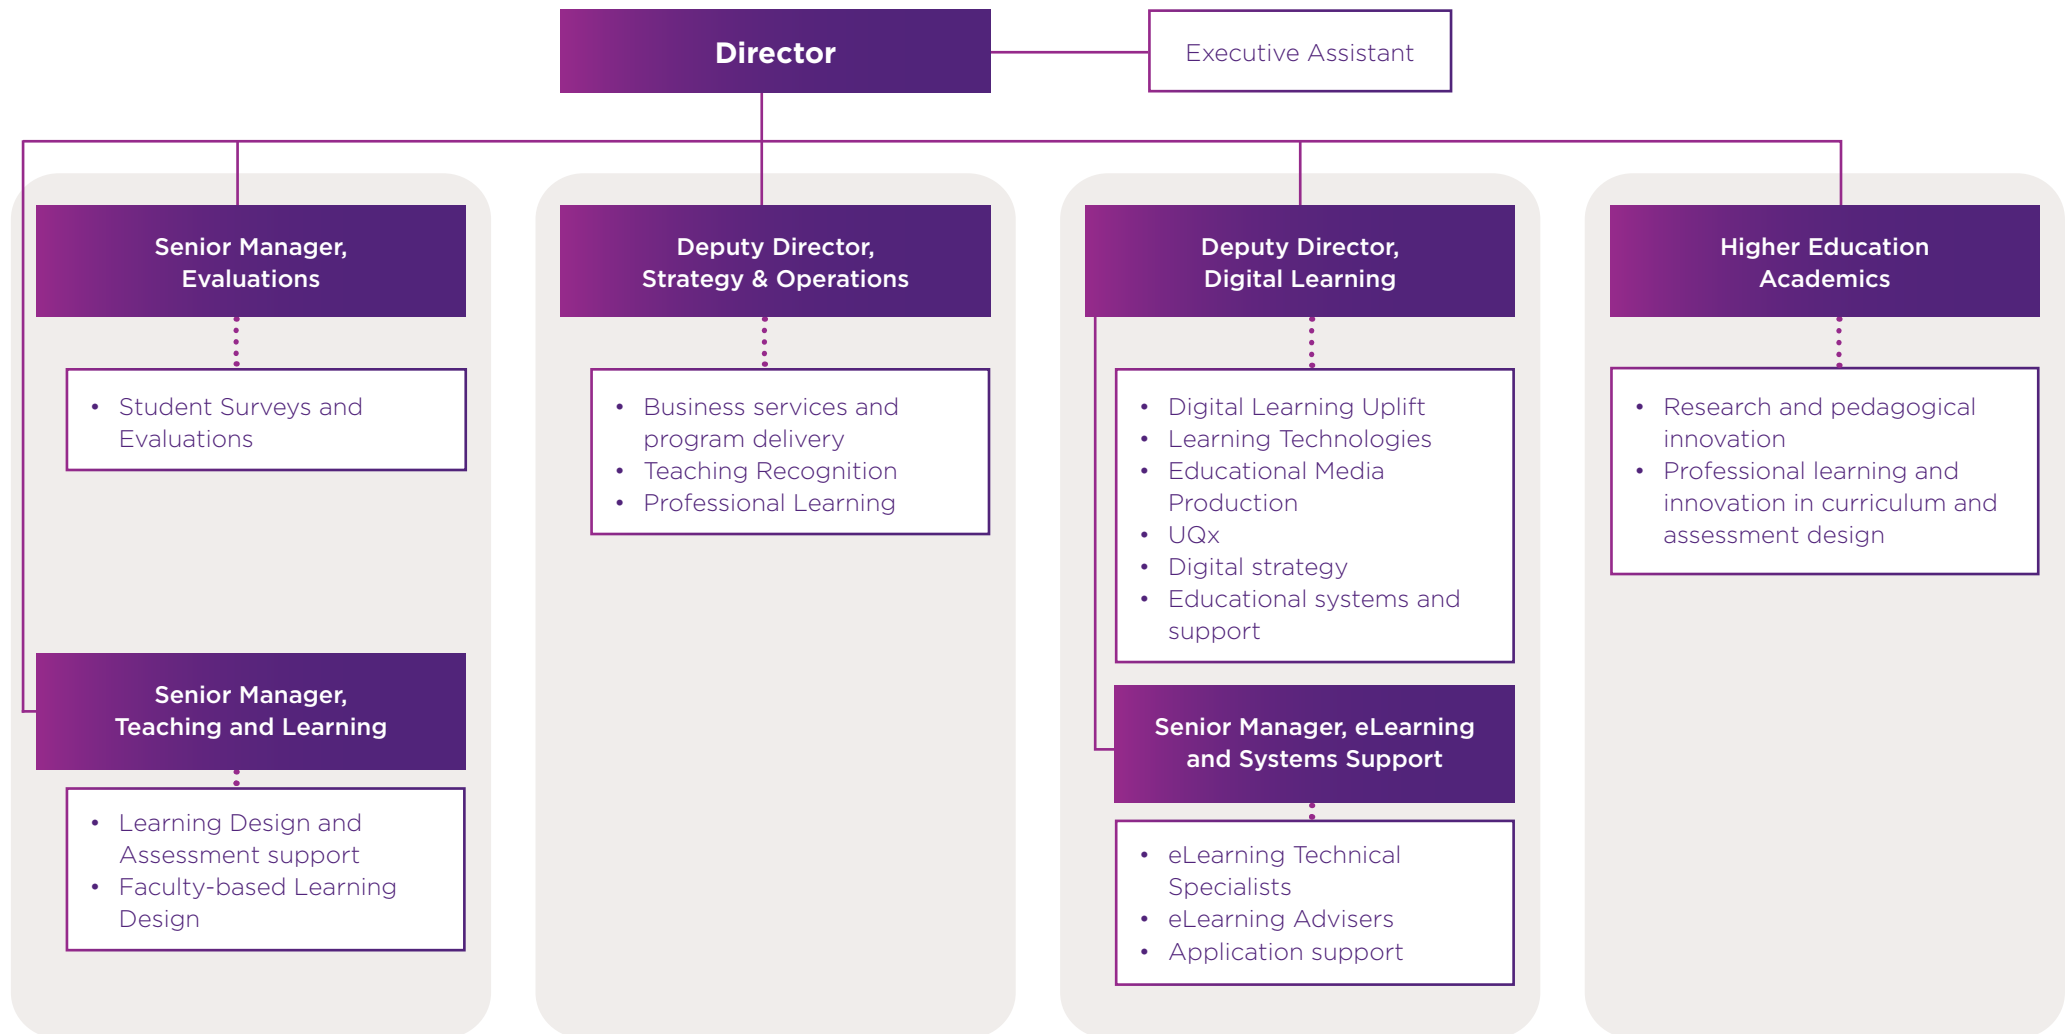 Director
Executive Assistant
Senior Manager,
Evaluations
• Student Surveys and
Evaluations
Senior Manager,
Teaching and Learning
• Learning Design and
Assessment support
• Faculty-based Learning
Design
Deputy Director,
Strategy & Operations
• Business services and
program delivery
• Teaching Recognition
• Professional Learning
Deputy Director,
Digital Learning
• Digital Learning Uplift
• Learning Technologies
• Educational Media
Production
• UQx
• Digital strategy
• Educational systems and
support
Senior Manager, eLearning
and Systems Support
• eLearning Technical
Specialists
• eLearning Advisers
• Application support
Higher Education
Academics
• Research and pedagogical
innovation
• Professional learning and
innovation in curriculum and
assessment design